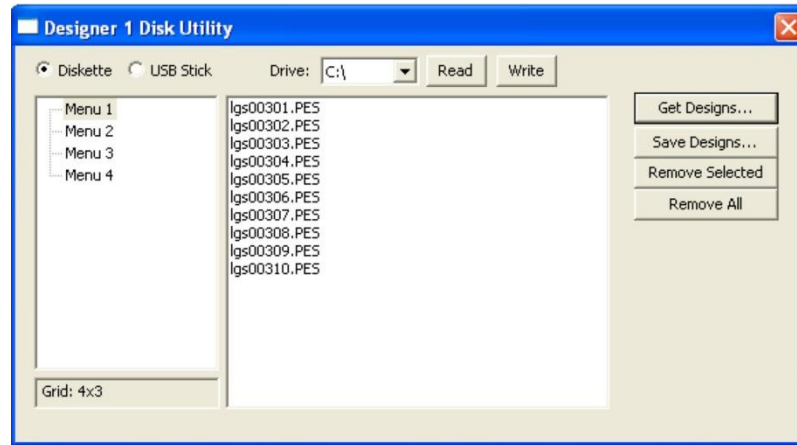 Designer 1 Disk Utility
Diskette USB Stick Drive: C:\ Read Write
Menu 1
Menu 2
Menu 3
Menu 4
Grid: 4x3
lgs00301.PES
lgs00302.PES
lgs00303.PES
lgs00304.PES
lgs00305.PES
lgs00306.PES
lgs00307.PES
lgs00308.PES
lgs00309.PES
lgs00310.PES
Get Designs...
Save Designs...
Remove Selected
Remove All